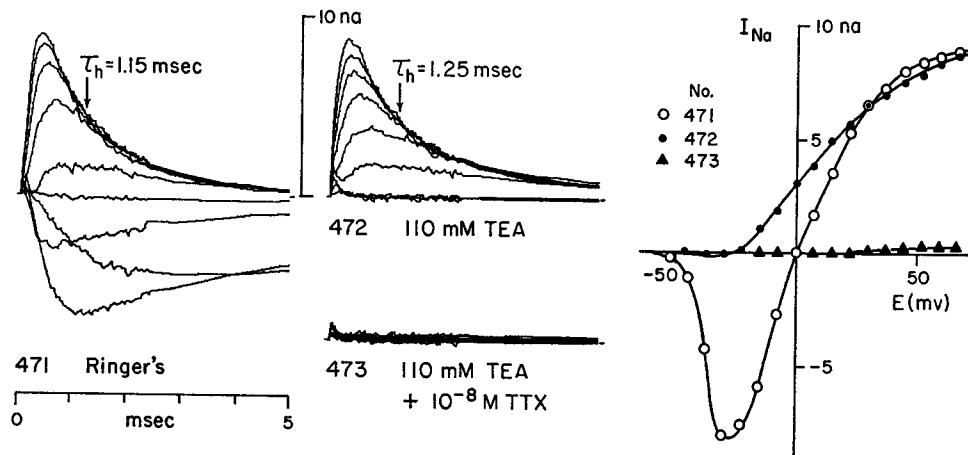 10 na
τh = 1.15 msec
τh = 1.25 msec
472 110 mM TEA
471 Ringer's
473 110 mM TEA
+ 10⁻⁸ M TTX
0 5
msec
INa
10 na
No.
471
472
473
5
-50
50
E (mv)
-5